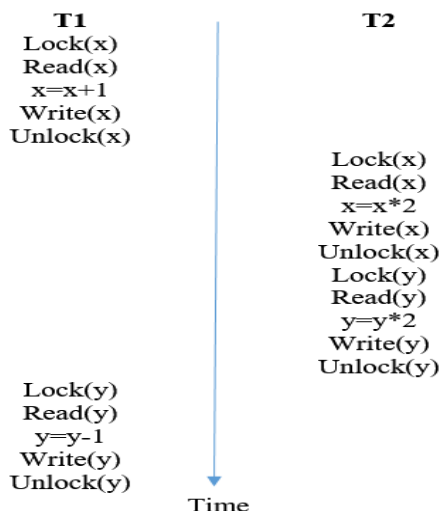 T1
T2
Lock(x)
Read(x)
x=x+1
Write(x)
Unlock(x)
Lock(x)
Read(x)
x=x*2
Write(x)
Unlock(x)
Lock(y)
Read(y)
y=y*2
Write(y)
Unlock(y)
Lock(y)
Read(y)
y=y-1
Write(y)
Unlock(y)
Time